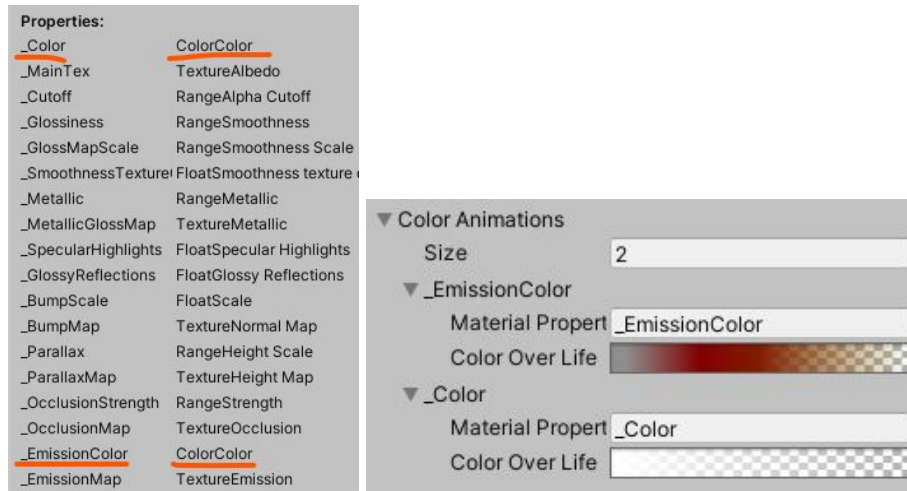 Properties:
_Color ColorColor
_MainTex TextureAlbedo
_Cutoff RangeAlpha Cutoff
_Glossiness RangeSmoothness
_GlossMapScale RangeSmoothness Scale
_SmoothnessTexture FloatSmoothness texture
_Metallic RangeMetallic
_MetallicGlossMap TextureMetallic
_SpecularHighlights FloatSpecular Highlights
_GlossyReflections FloatGlossy Reflections
_BumpScale FloatScale
_BumpMap TextureNormal Map
_Parallax RangeHeight Scale
_ParallaxMap TextureHeight Map
_OcclusionStrength RangeStrength
_OcclusionMap TextureOcclusion
_EmissionColor ColorColor
_EmissionMap TextureEmission
Color Animations
Size 2
_EmissionColor
Material Propert _EmissionColor
Color Over Life
_Color
Material Propert _Color
Color Over Life